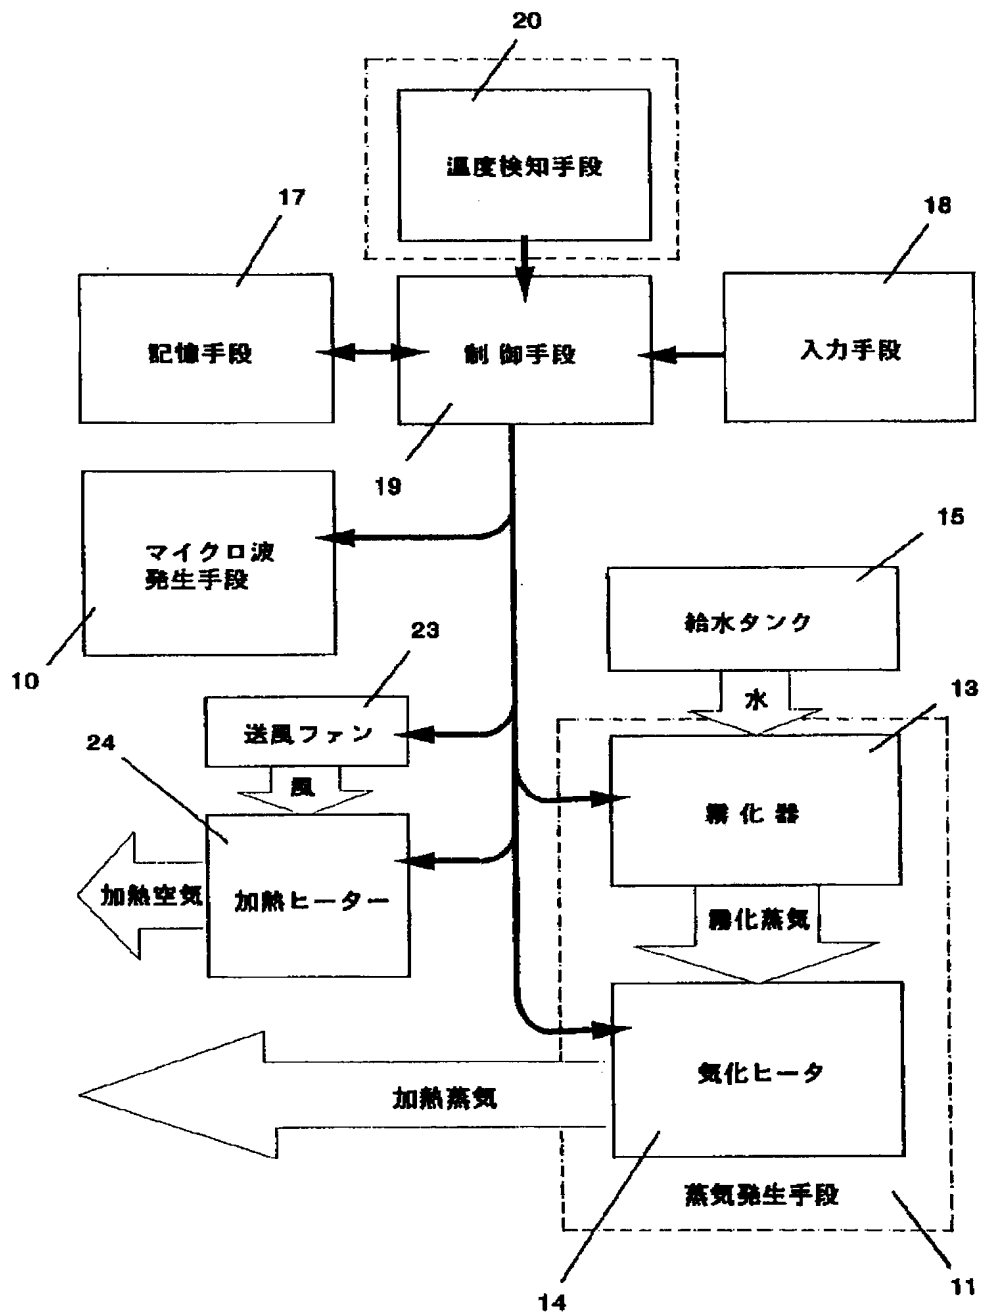 20
温度検知手段
17
18
記憶手段
制御手段
入力手段
19
15
マイクロ波
発生手段
給水タンク
10
23
水
13
送風ファン
24
風
霧化器
加熱空気
加熱ヒーター
霧化蒸気
気化ヒータ
加熱蒸気
蒸気発生手段
14
11